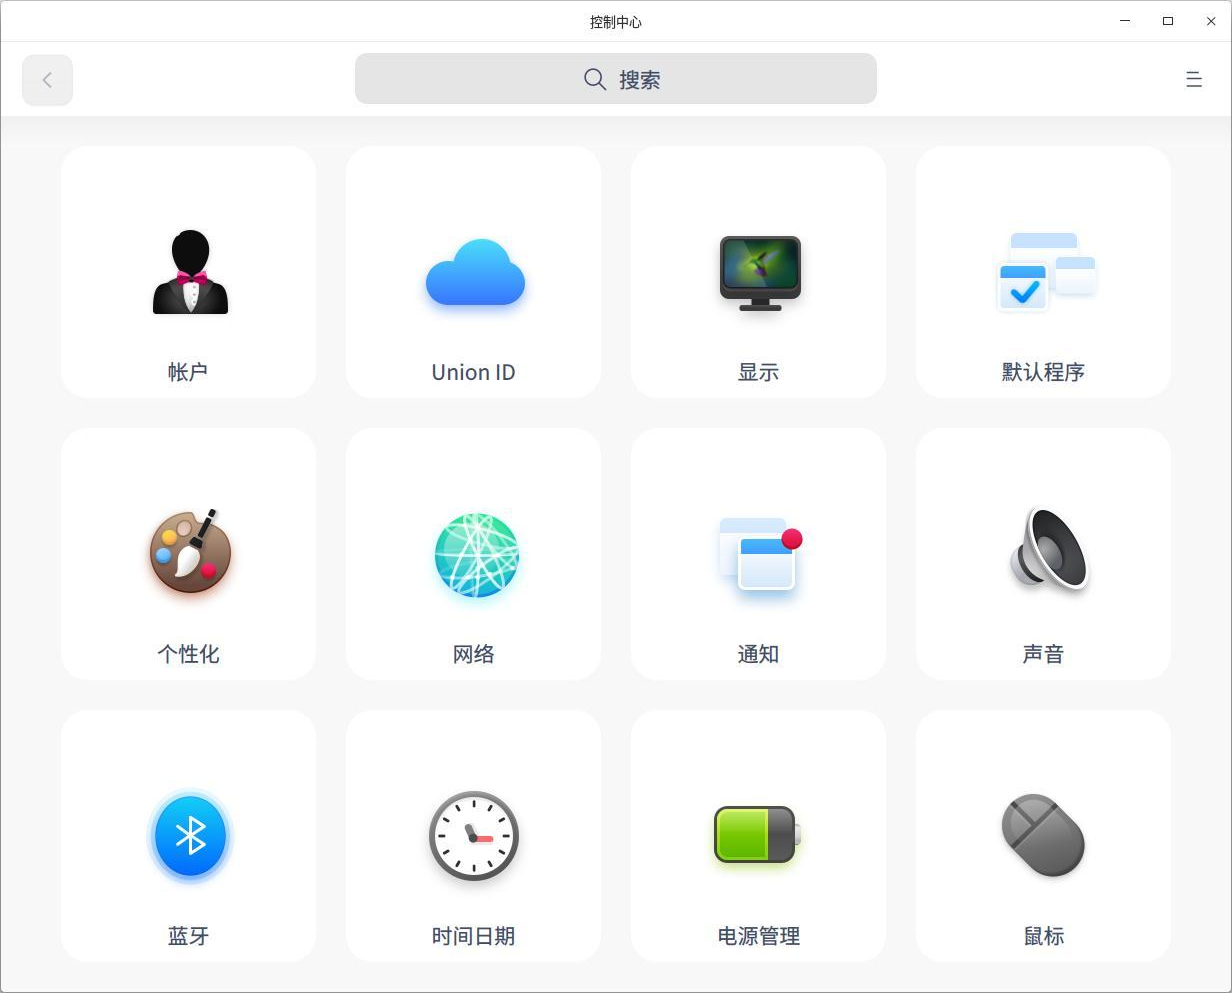 控制中心
搜索
帐户
Union ID
显示
默认程序
个性化
网络
通知
声音
蓝牙
时间日期
电源管理
鼠标